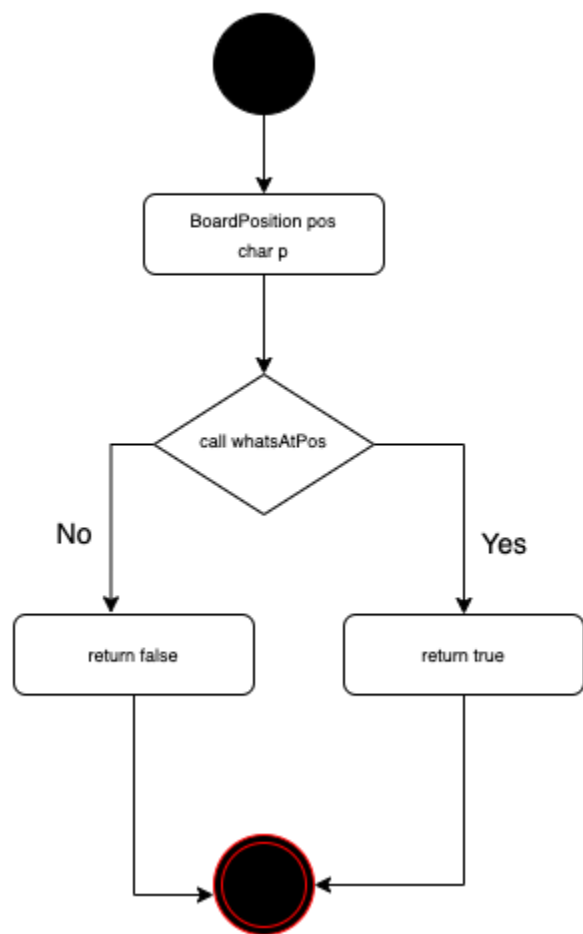 BoardPosition pos
char p
call whatsAtPos
No
Yes
return false
return true